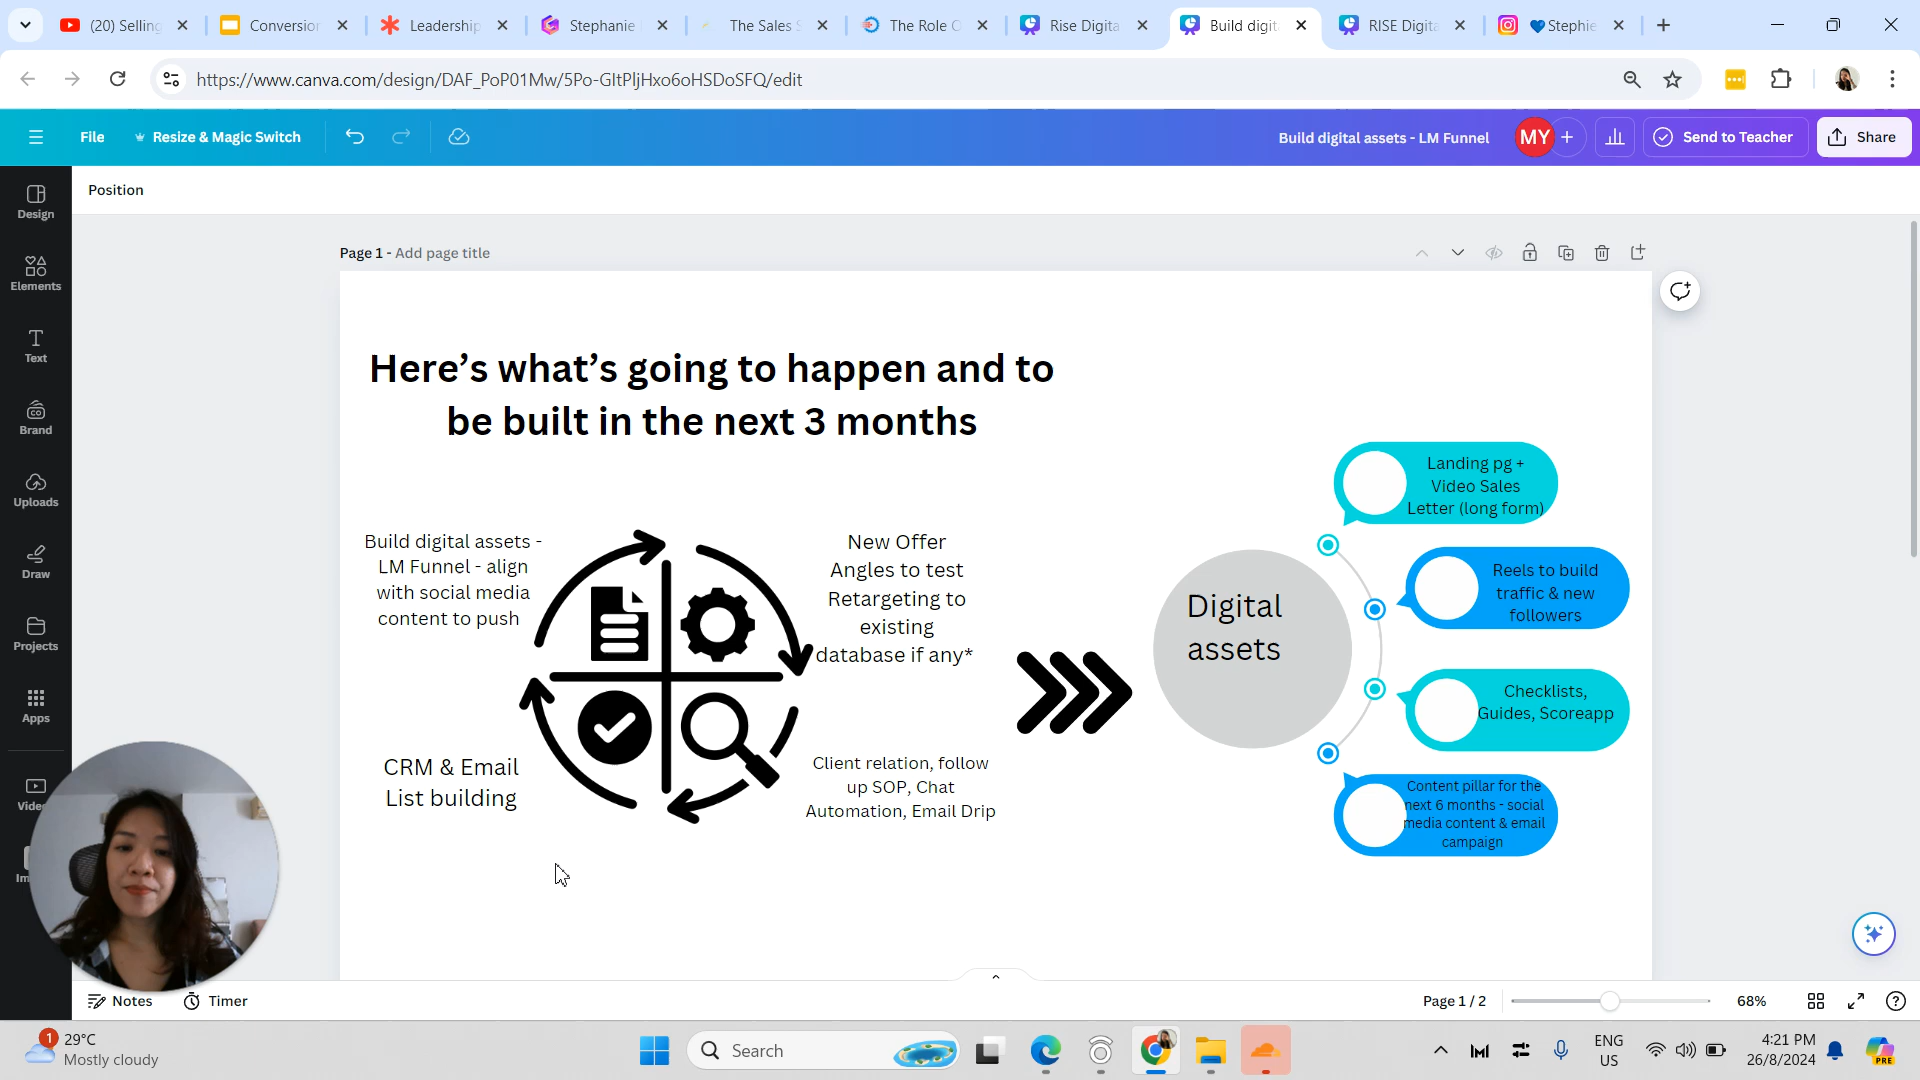 (20) Selling
Conversion
Leadership
Stephanie
The Sales S
The Role O
Rise Digita
Build digit
RISE Digita
Stephie
https://www.canva.com/design/DAF_PoP01Mw/5Po-GItPljHxo6oHSDoSFQ/edit
File
Resize & Magic Switch
Build digital assets - LM Funnel
MY
Send to Teacher
Share
Position
Design
Elements
Text
Brand
Uploads
Draw
Projects
Apps
Page 1 - Add page title
Here’s what’s going to happen and to
be built in the next 3 months
Build digital assets -
LM Funnel - align
with social media
content to push
New Offer
Angles to test
Retargeting to
existing
database if any*
CRM & Email
List building
Client relation, follow
up SOP, Chat
Automation, Email Drip
Digital
assets
Landing pg +
Video Sales
Letter (long form)
Reels to build
traffic & new
followers
Checklists,
Guides, Scoreapp
Content pillar for the
next 6 months - social
media content & email
campaign
Notes
Timer
Page 1 / 2
68%
1
29°C
Mostly cloudy
Search
ENG
US
4:21 PM
26/8/2024
PRE